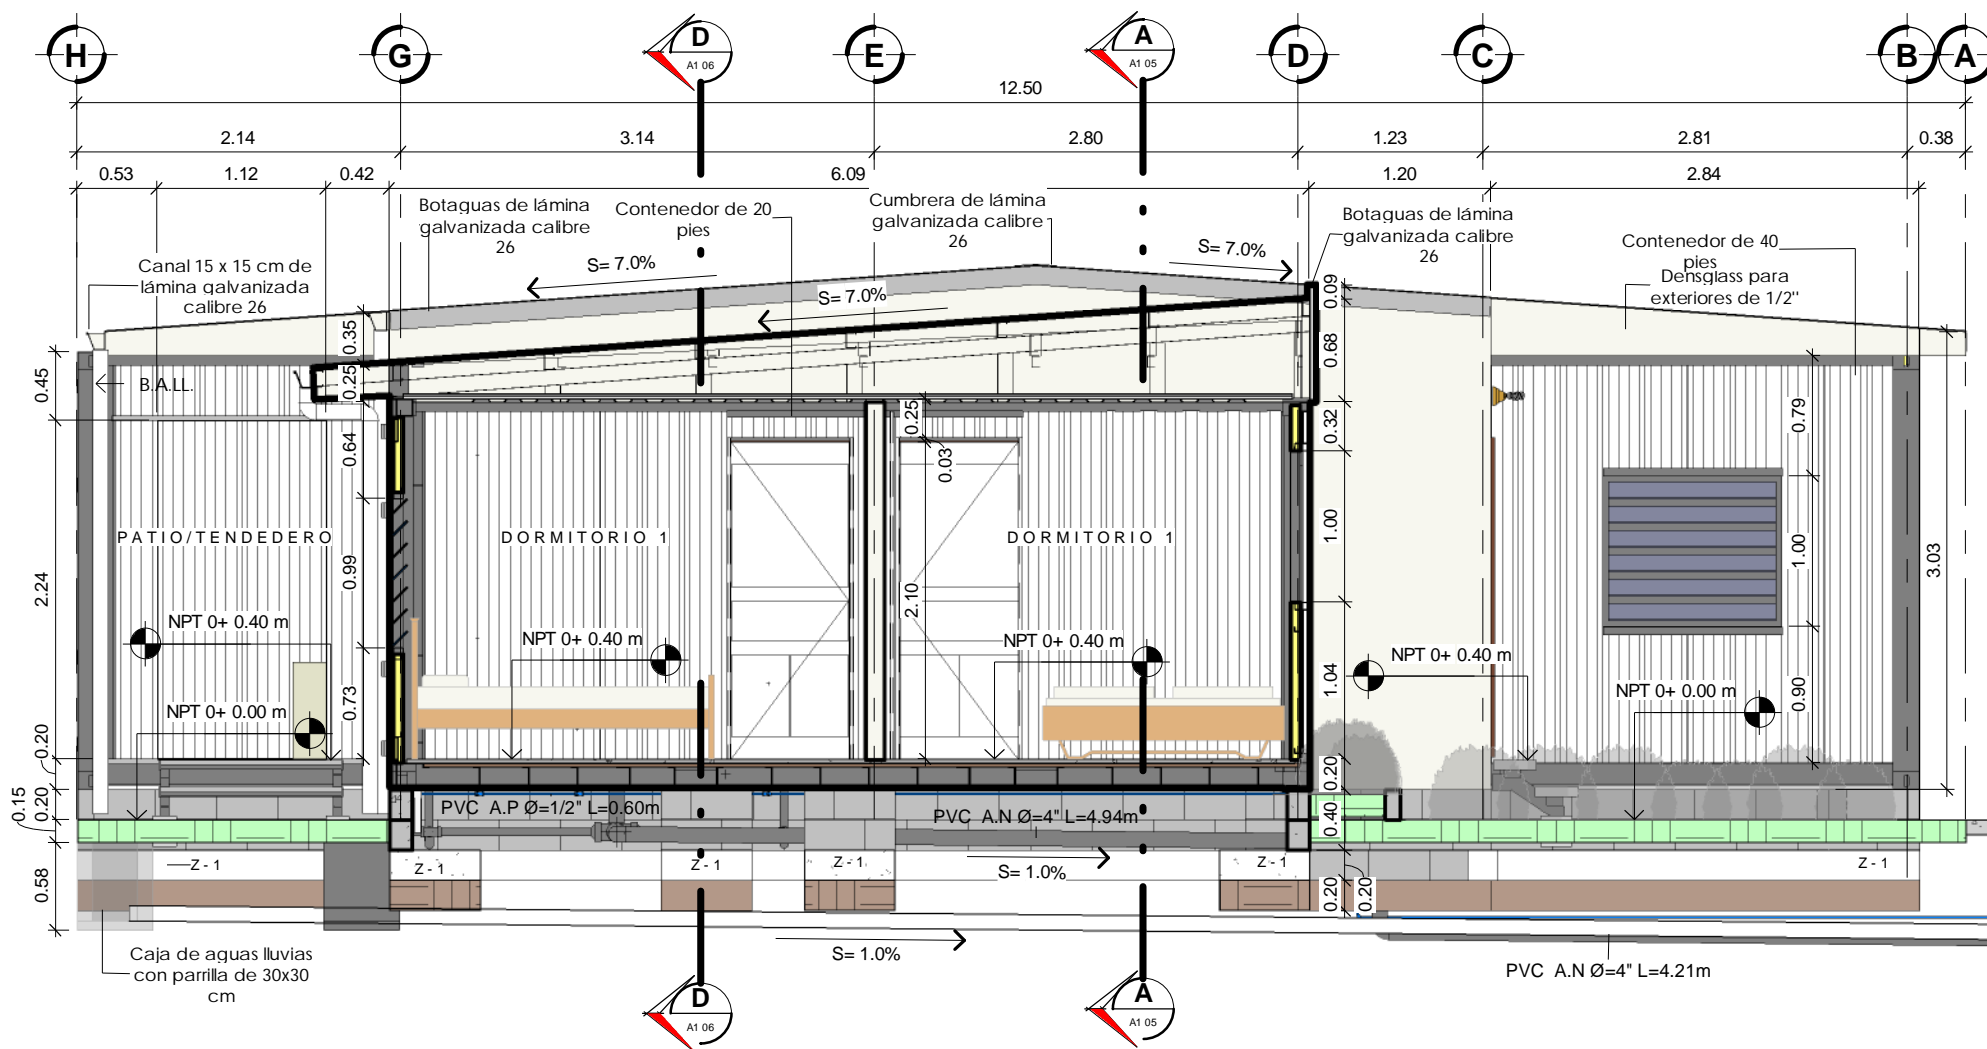 H
G
D
A1 06
E
A
A1 05
D
C
B
A
12.50
2.14
3.14
2.80
1.23
2.81
0.38
0.53
1.12
0.42
6.09
1.20
2.84
Botaguas de lámina
galvanizada calibre
26
Contenedor de 20
pies
Cumbrera de lámina
galvanizada calibre
26
Botaguas de lámina
galvanizada calibre
26
Contenedor de 40
pies
Densglass para
exteriores de 1/2"
Canal 15 x 15 cm de
lámina galvanizada
calibre 26
S= 7.0%
S= 7.0%
S= 7.0%
0.35
0.25
0.45
B.A.LL.
0.64
0.99
0.73
2.24
0.20
0.20
0.15
0.58
0.25
0.03
2.10
0.09
0.68
0.32
1.00
1.04
0.20
0.40
0.20
0.20
0.79
1.00
0.90
3.03
PATIO/TENDEDERO
DORMITORIO 1
DORMITORIO 1
NPT 0+ 0.40 m
NPT 0+ 0.00 m
NPT 0+ 0.40 m
NPT 0+ 0.40 m
NPT 0+ 0.40 m
NPT 0+ 0.00 m
PVC A.P Ø=1/2" L=0.60m
PVC A.N Ø=4" L=4.94m
Z - 1
Z - 1
Z - 1
Z - 1
Z - 1
Z - 1
S= 1.0%
S= 1.0%
Caja de aguas lluvias
con parrilla de 30x30
cm
PVC A.N Ø=4" L=4.21m
D
A1 06
A
A1 05